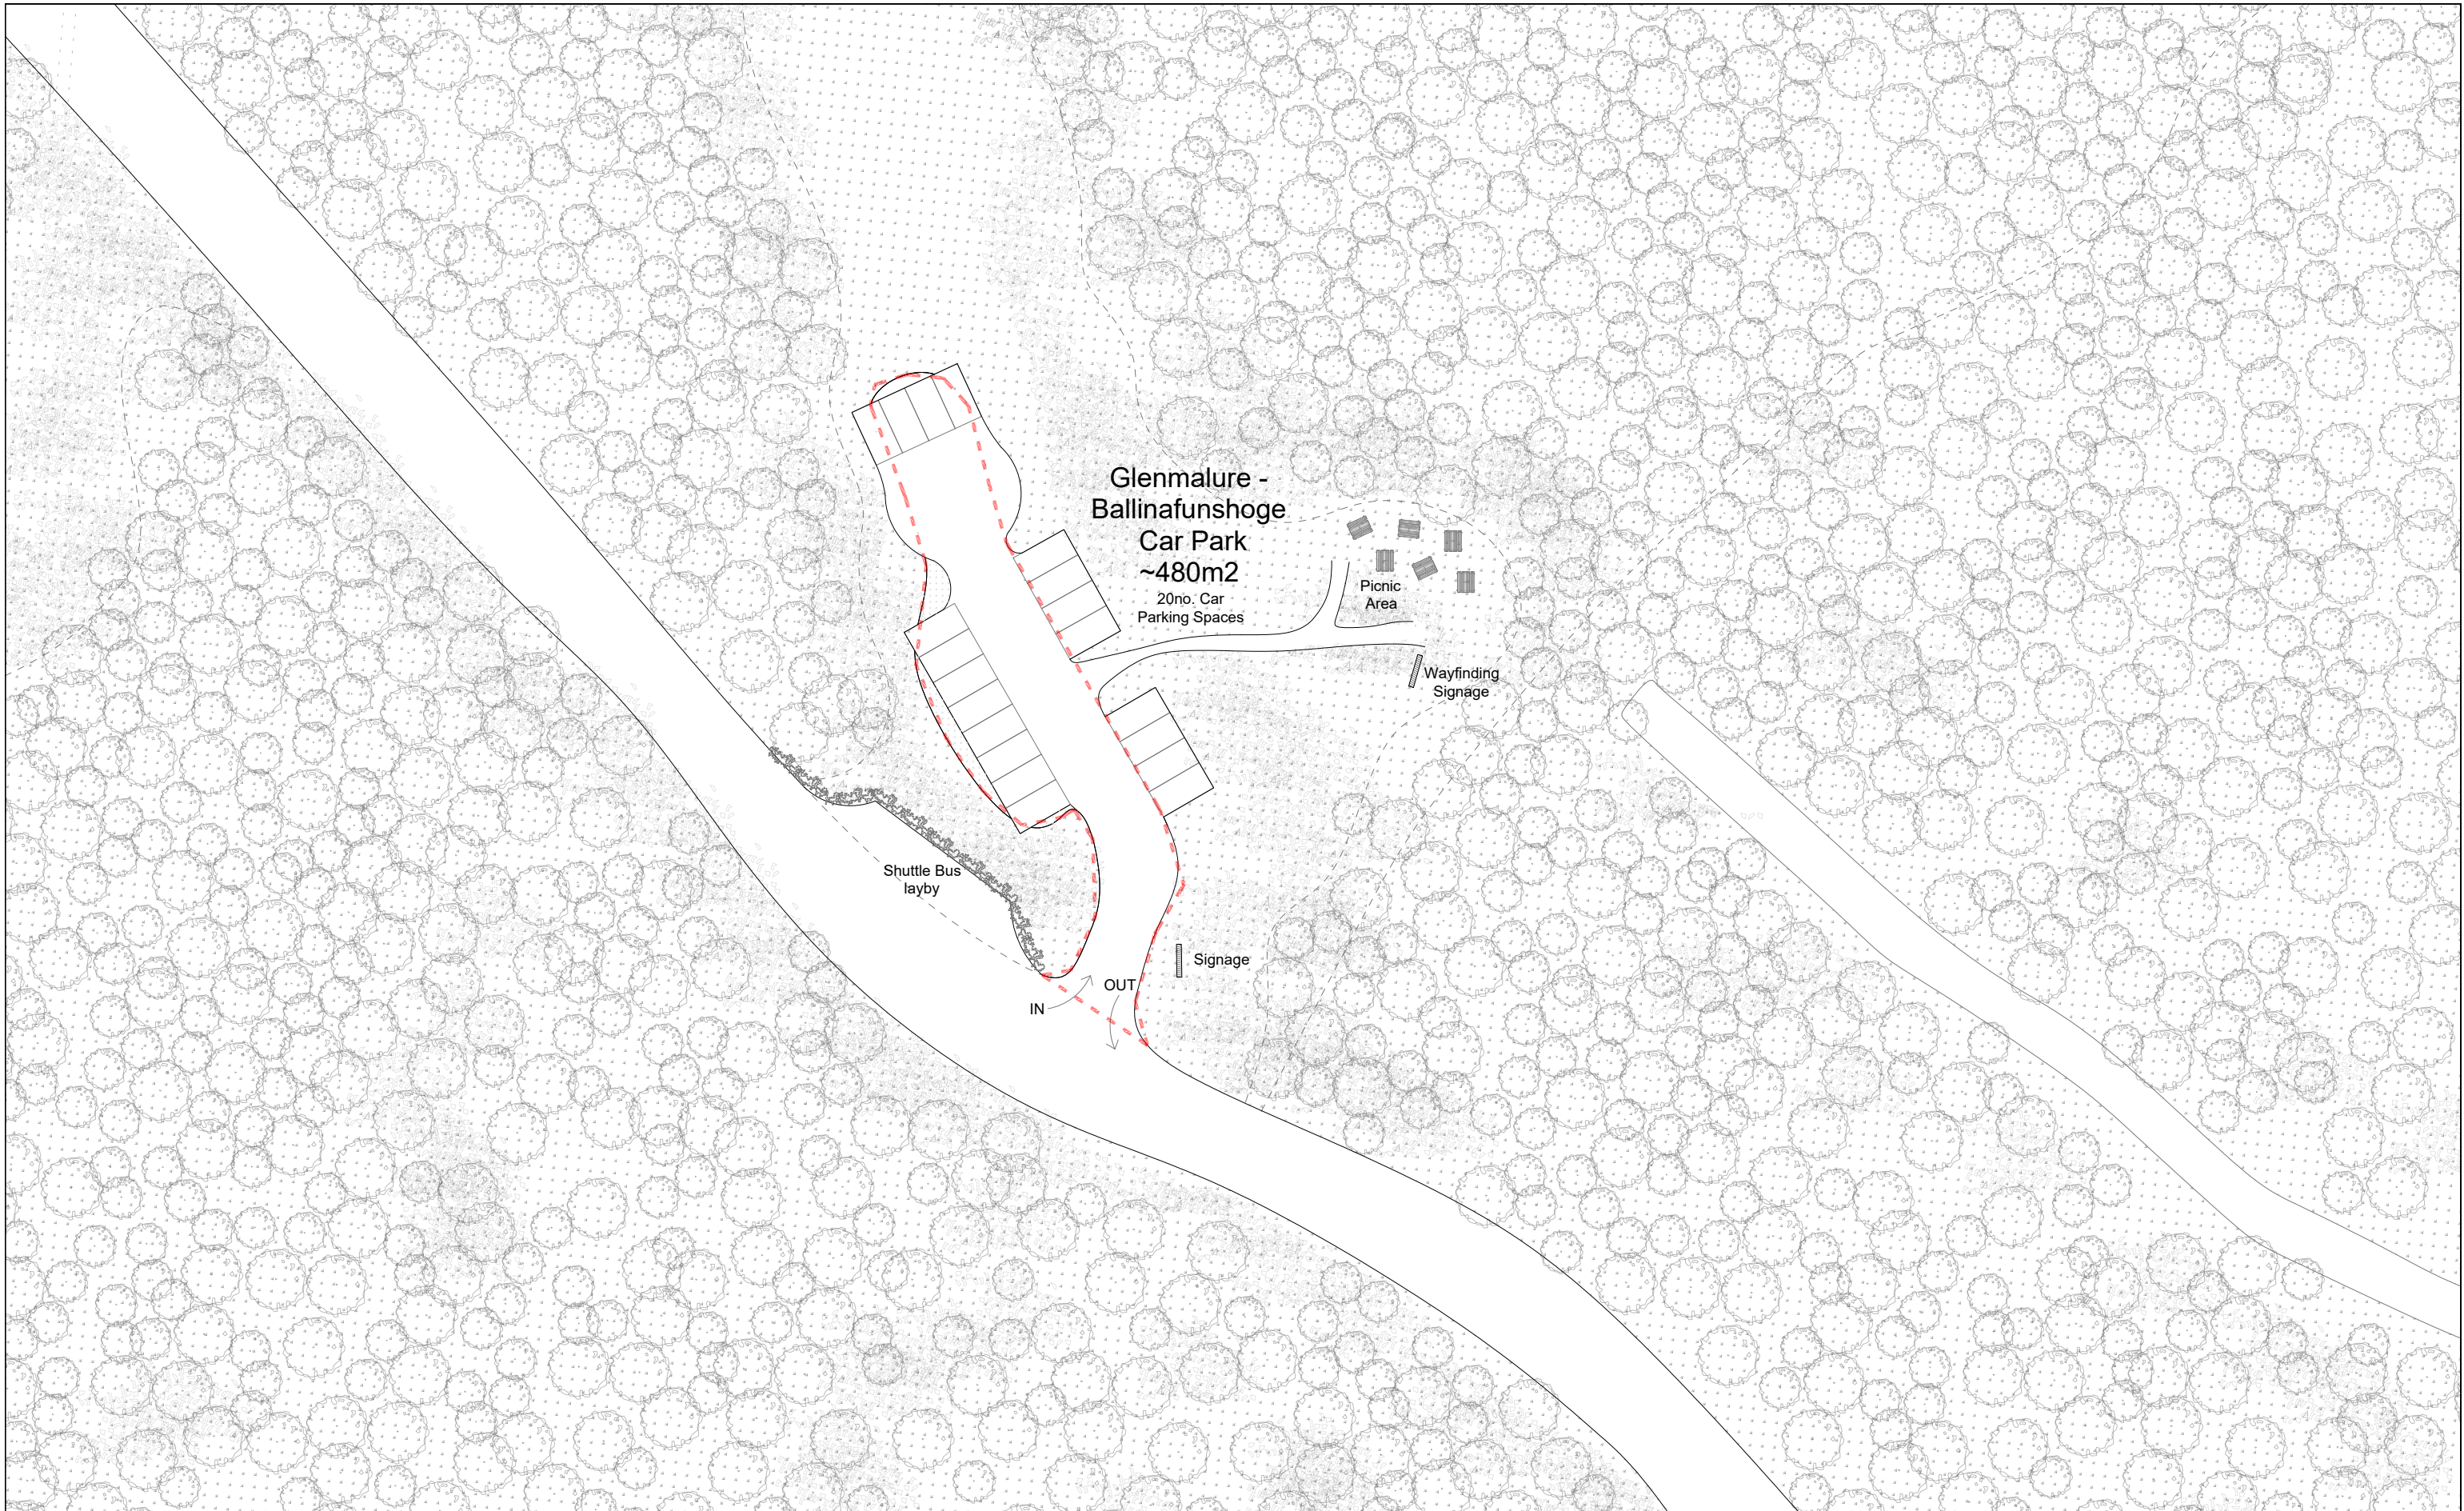 Glenmalure -
Ballinafunshoge
Car Park
~480m2
20no. Car
Parking Spaces
Picnic
Area
Wayfinding
Signage
Shuttle Bus
layby
Signage
OUT
IN